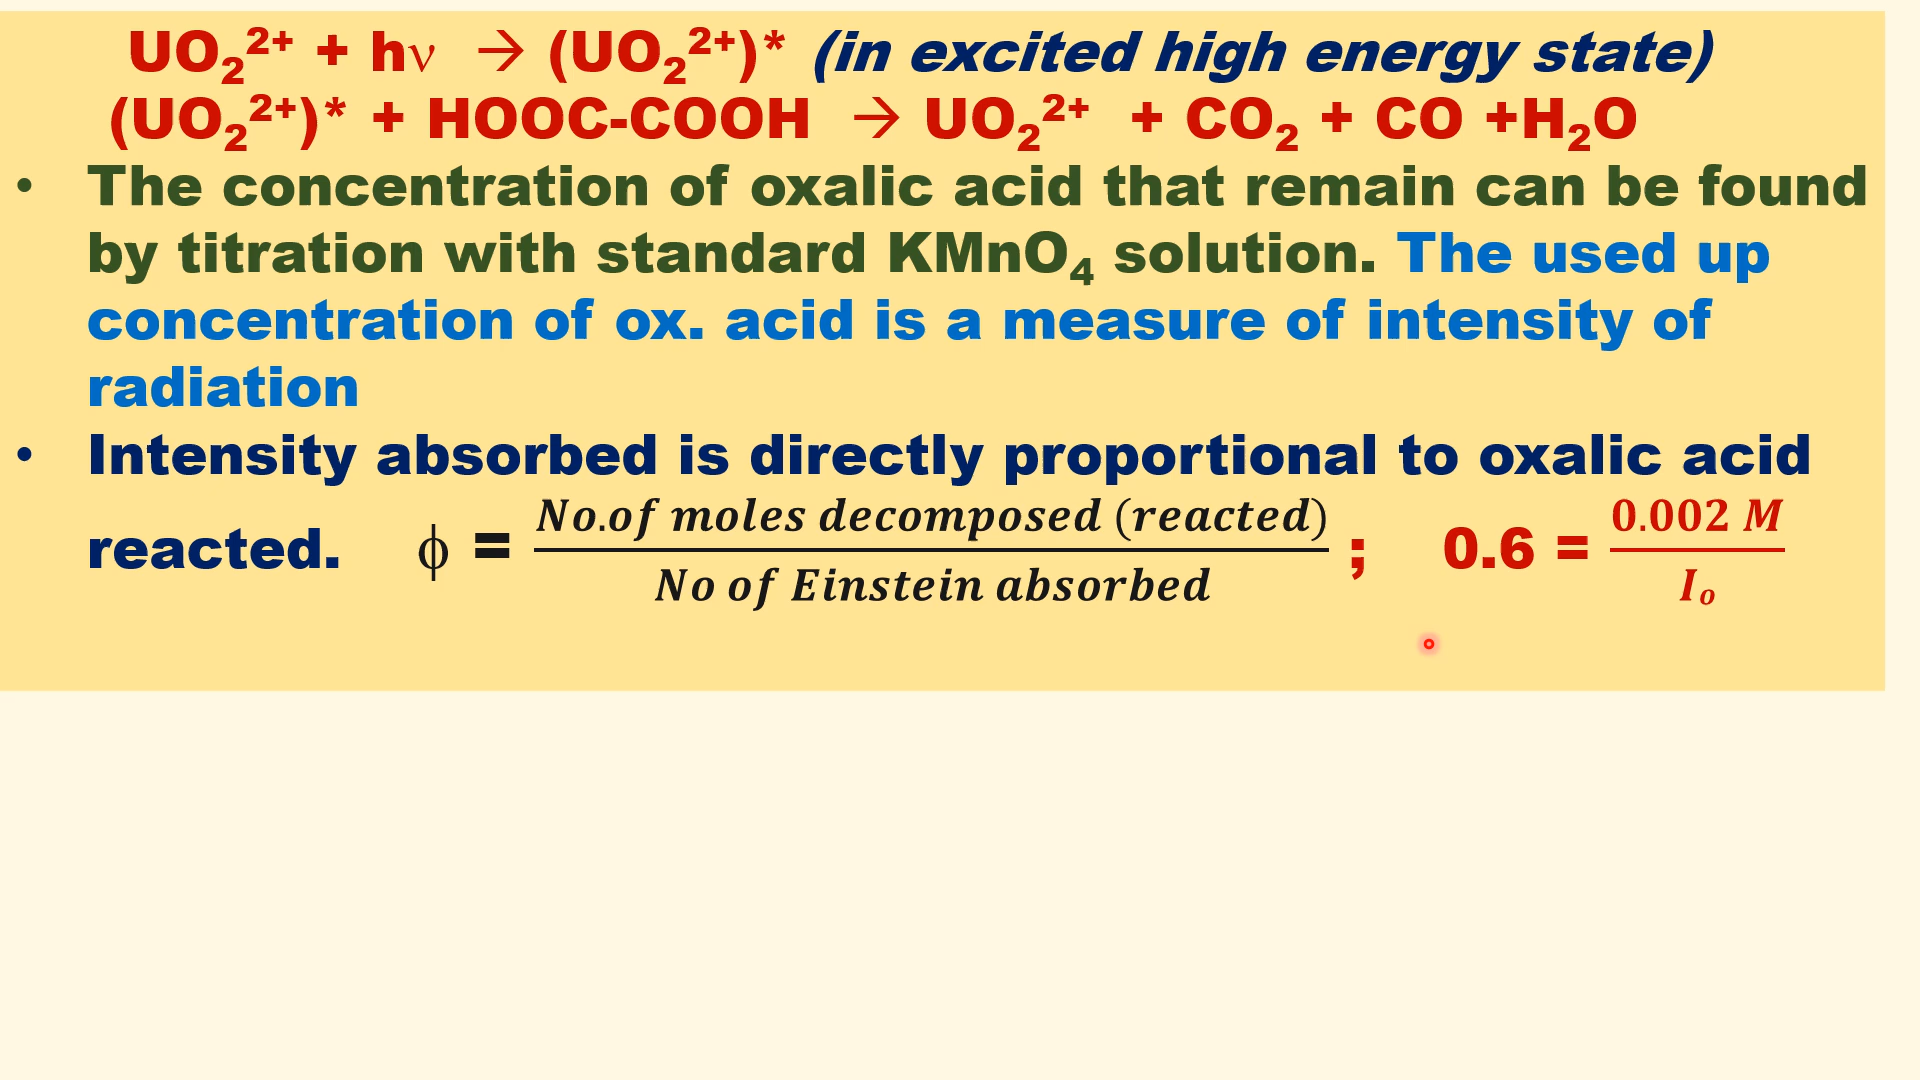 UO₂²⁺ + hν → (UO₂²⁺)* (in excited high energy state)
(UO₂²⁺)* + HOOC-COOH → UO₂²⁺ + CO₂ + CO +H₂O
• The concentration of oxalic acid that remain can be found
by titration with standard KMnO₄ solution. The used up
concentration of ox. acid is a measure of intensity of
radiation
• Intensity absorbed is directly proportional to oxalic acid
reacted. ϕ = No.of moles decomposed (reacted) / No of Einstein absorbed ; 0.6 = 0.002 M / Iₒ